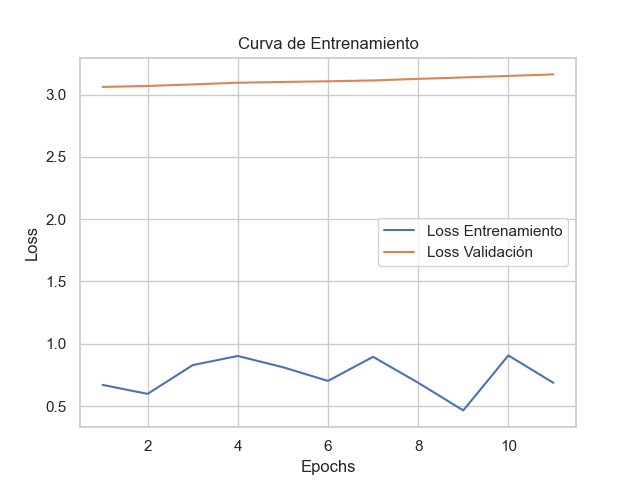 Curva de Entrenamiento
3.0
2.5
2.0
1.5
1.0
0.5
Loss
Loss Entrenamiento
Loss Validación
2 4 6 8 10
Epochs